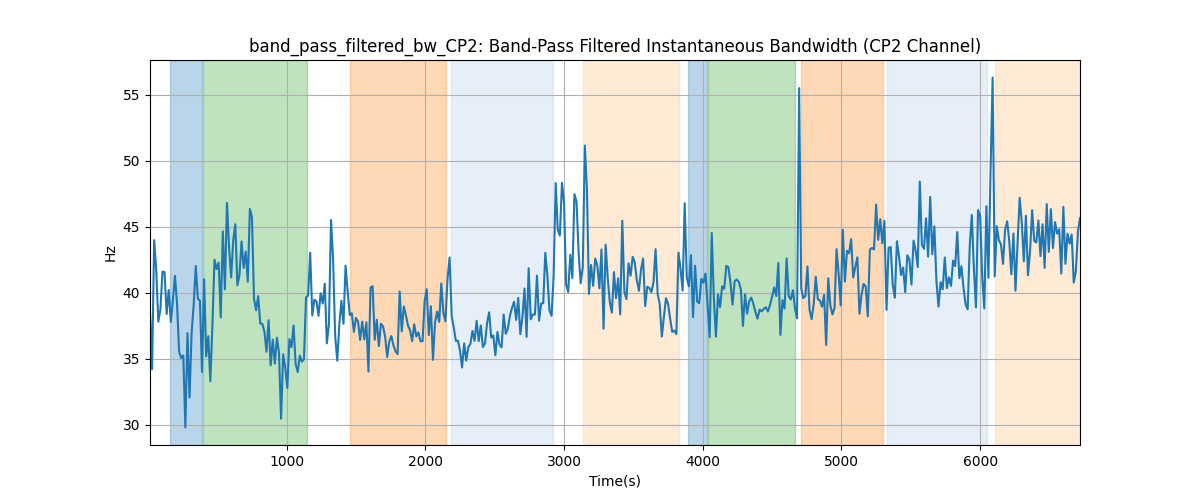 band_pass_filtered_bw_CP2: Band-Pass Filtered Instantaneous Bandwidth (CP2 Channel)
55
50
45
40
35
30
Hz
1000 2000 3000 4000 5000 6000
Time(s)